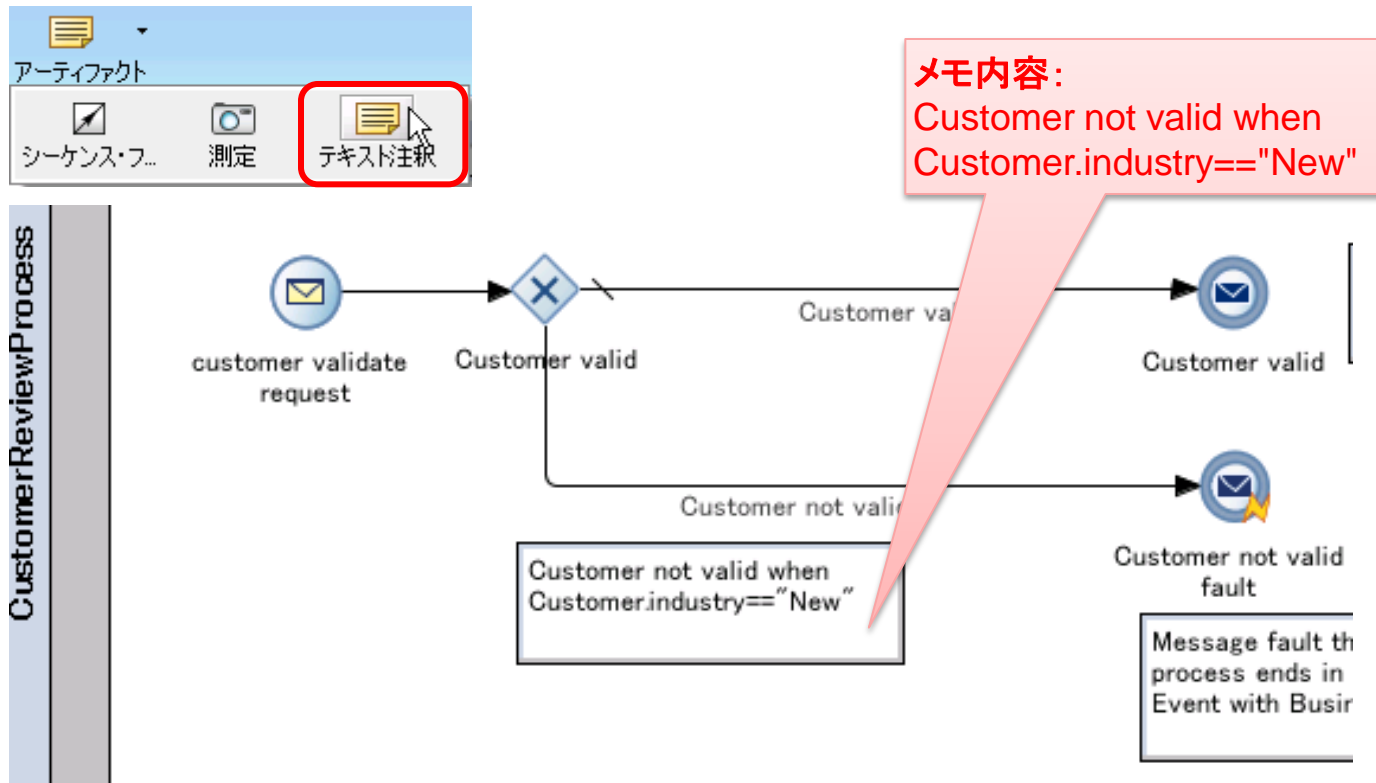 アーティファクト
シーケンス・フ...
測定
テキスト注釈
メモ内容：
Customer not valid when
Customer.industry=="New"
CustomerReviewProcess
customer validate
request
Customer valid
Customer va
Customer valid
Customer not vali
Customer not valid
fault
Customer not valid when
Customer.industry=="New"
Message fault th
process ends in
Event with Busin